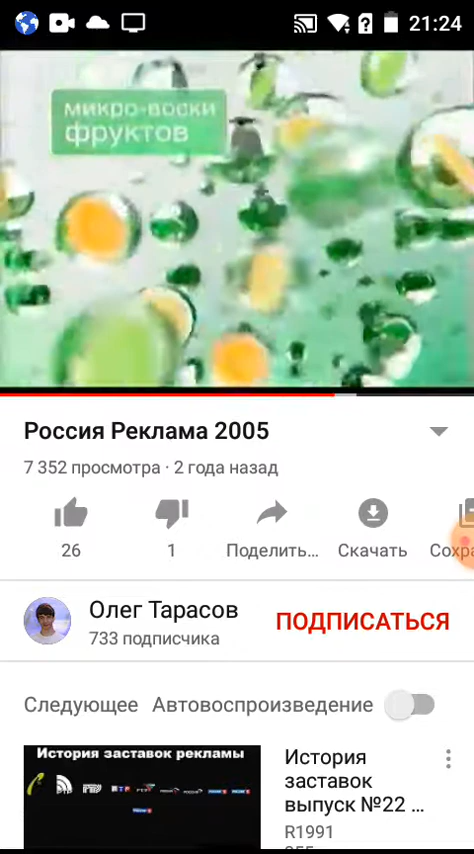 21:24
микро-воски
фруктов
Россия Реклама 2005
7 352 просмотра · 2 года назад
26
1
Поделить...
Скачать
Сохра
Олег Тарасов
733 подписчика
ПОДПИСАТЬСЯ
Следующее Автовоспроизведение
История заставок рекламы
История
заставок
выпуск №22 ...
R1991